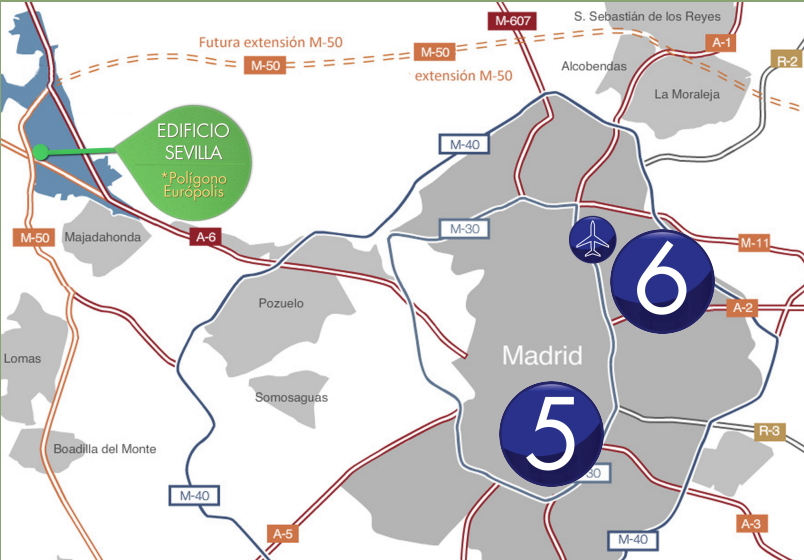 M-607
S. Sebastián de los Reyes
Futura extensión M-50
M-50
A-1
M-50
extensión M-50
R-2
Alcobendas
La Moraleja
EDIFICIO
SEVILLA
*Polígono
Európolis
M-40
M-50
Majadahonda
A-6
M-30
M-11
6
Pozuelo
A-2
Lomas
Madrid
Somosaguas
5
R-3
Boadilla del Monte
30
M-40
A-5
A-3
M-40